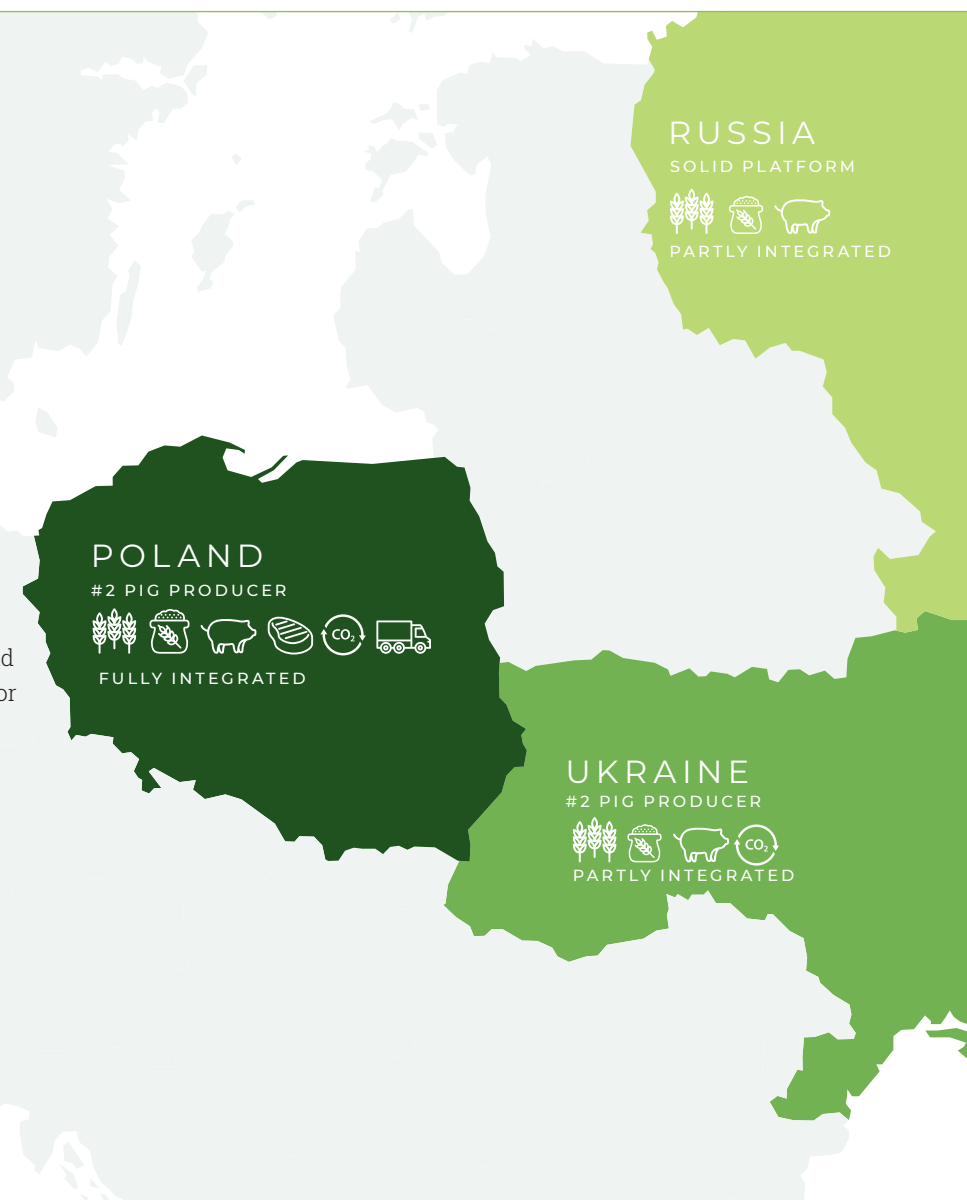 RUSSIA
SOLID PLATFORM
PARTLY INTEGRATED
POLAND
#2 PIG PRODUCER
CO₂
FULLY INTEGRATED
d
or
UKRAINE
#2 PIG PRODUCER
CO₂
PARTLY INTEGRATED